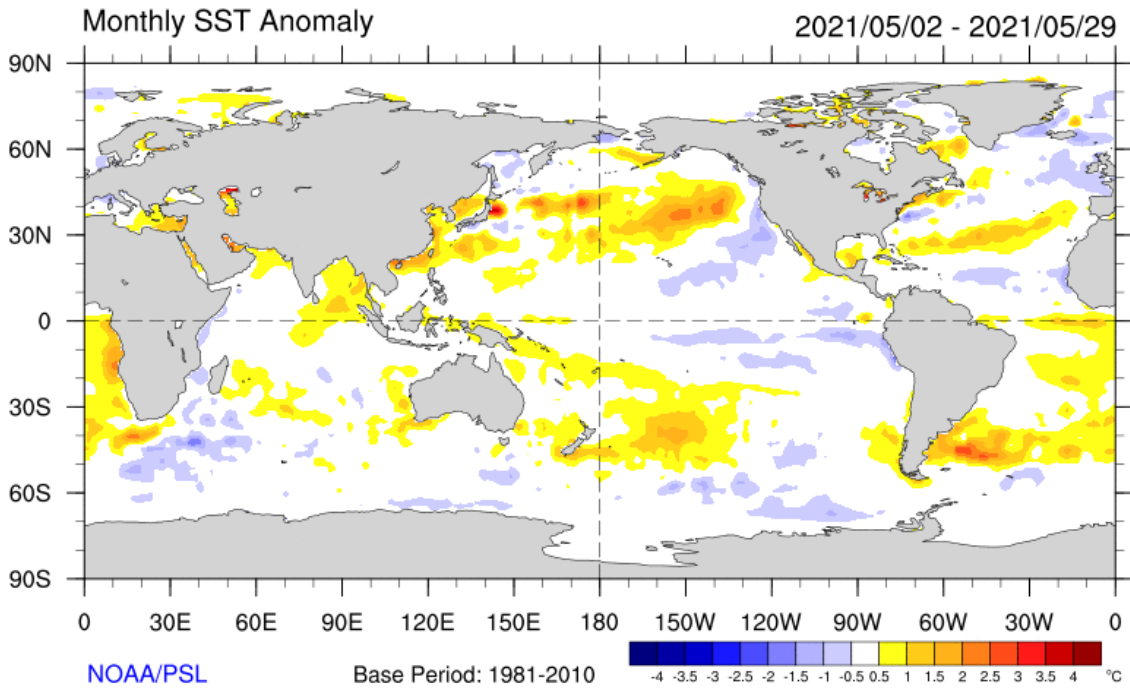 Monthly SST Anomaly 2021/05/02 - 2021/05/29
90N
60N
30N
0
30S
60S
90S
0 30E 60E 90E 120E 150E 180 150W 120W 90W 60W 30W 0
NOAA/PSL Base Period: 1981-2010
-4 -3.5 -3 -2.5 -2 -1.5 -1 -0.5 0.5 1 1.5 2 2.5 3 3.5 4 °C